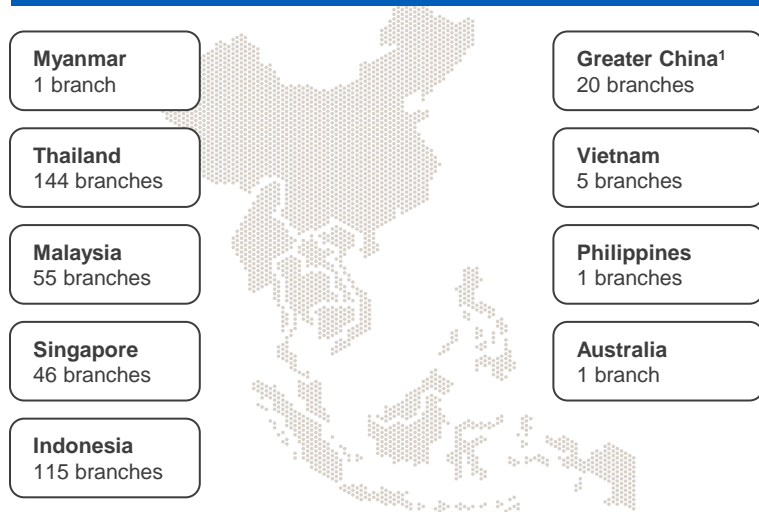 Myanmar
1 branch
Thailand
144 branches
Malaysia
55 branches
Singapore
46 branches
Indonesia
115 branches
Greater China¹
20 branches
Vietnam
5 branches
Philippines
1 branches
Australia
1 branch